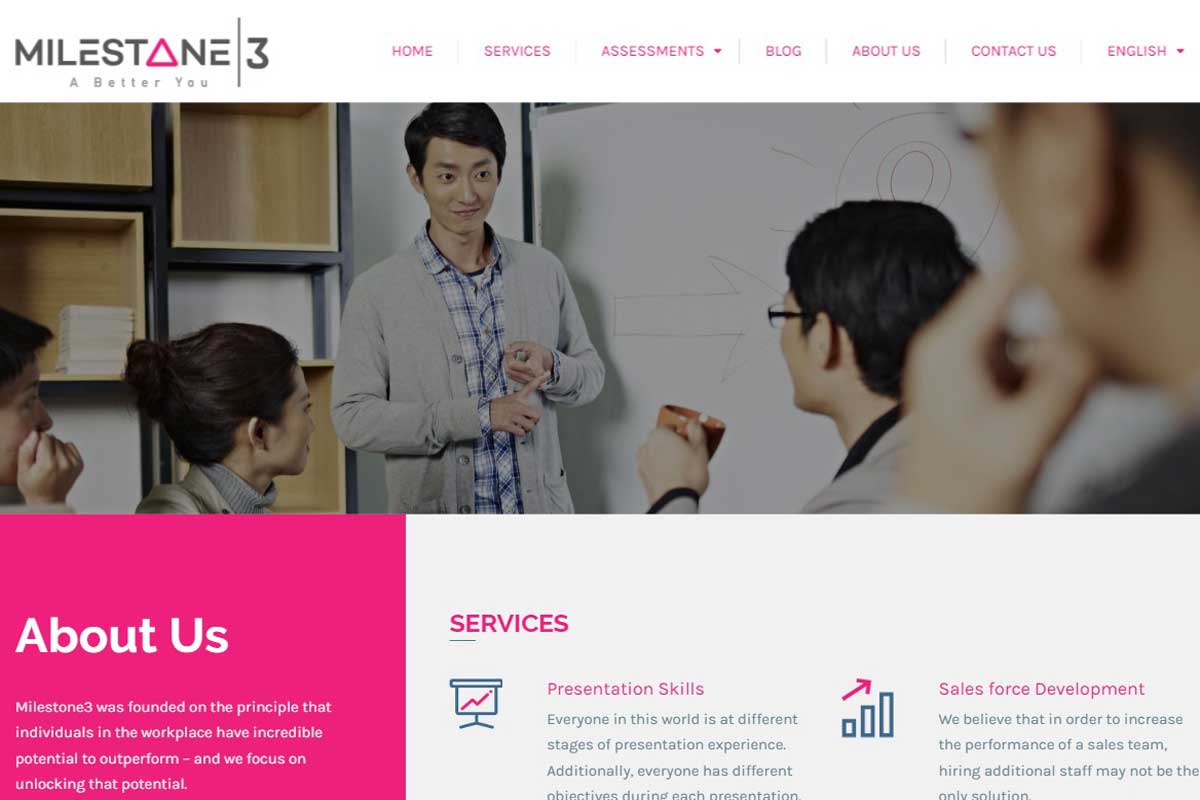 MILESTONE 3
A Better You
HOME
SERVICES
ASSESSMENTS
BLOG
ABOUT US
CONTACT US
ENGLISH
About Us
Milestone3 was founded on the principle that
individuals in the workplace have incredible
potential to outperform – and we focus on
unlocking that potential.
SERVICES
Presentation Skills
Everyone in this world is at different
stages of presentation experience.
Additionally, everyone has different
objectives during each presentation.
Sales force Development
We believe that in order to increase
the performance of a sales team,
hiring additional staff may not be the
only solution.